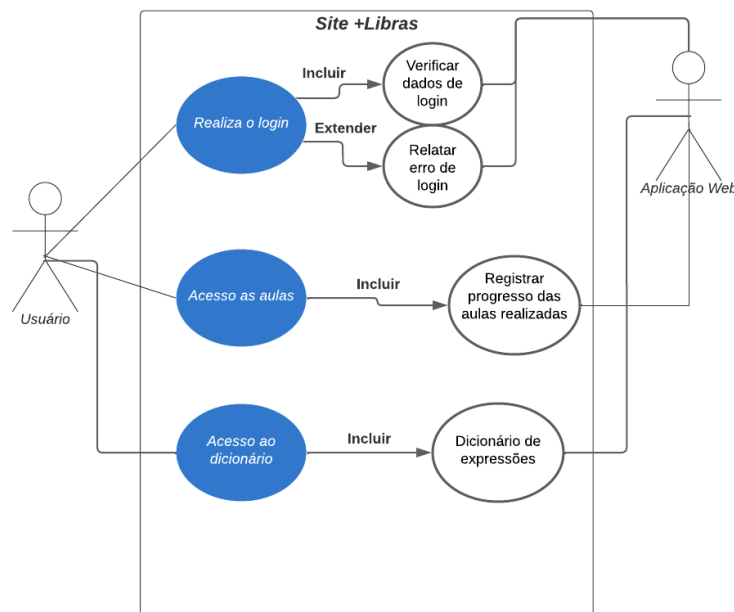 Site +Libras
Incluir
Verificar
dados de
login
Realiza o login
Extender
Relatar
erro de
login
Aplicação Web
Usuário
Acesso as aulas
Incluir
Registrar
progresso das
aulas realizadas
Acesso ao
dicionário
Incluir
Dicionário de
expressões